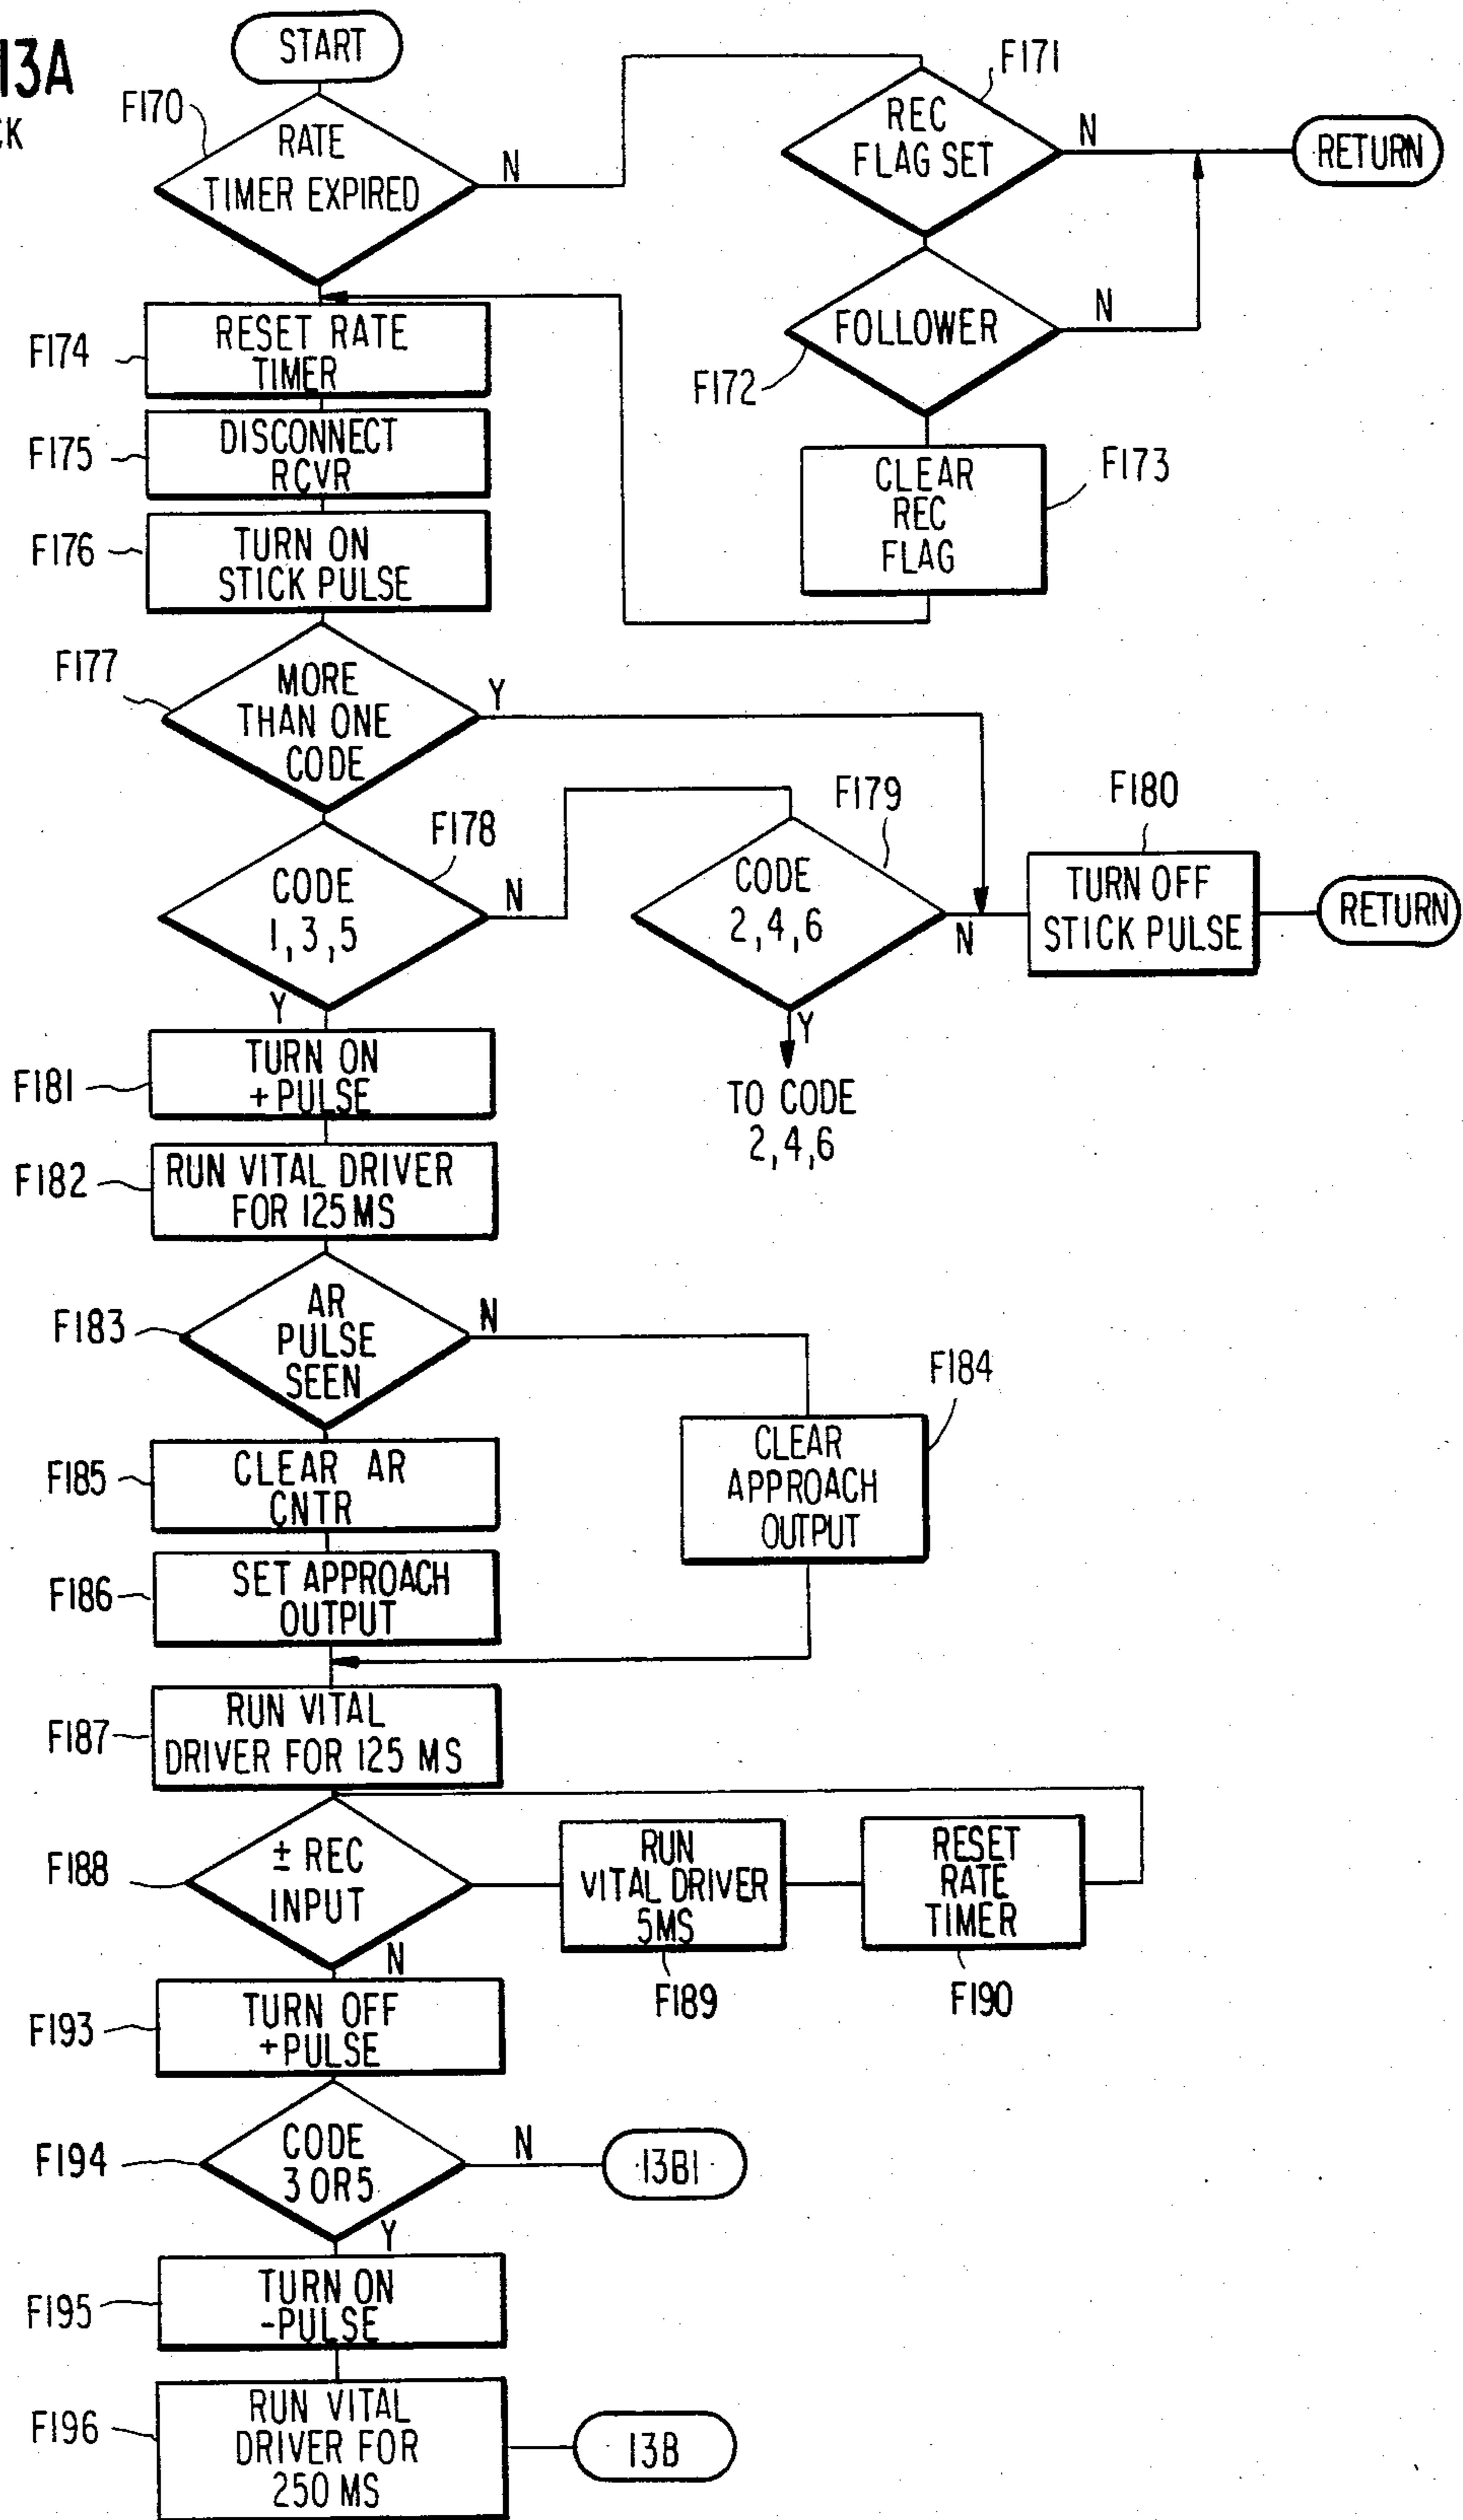 13A
CK
START
F170
RATE
TIMER EXPIRED
N
F171
REC
FLAG SET
N
RETURN
FOLLOWER
N
F172
CLEAR
REC
FLAG
F173
F174
RESET RATE
TIMER
F175
DISCONNECT
RCVR
F176
TURN ON
STICK PULSE
F177
MORE
THAN ONE
CODE
Y
F178
CODE
1,3,5
N
Y
F179
CODE
2,4,6
N
Y
TO CODE
2,4,6
F180
TURN OFF
STICK PULSE
RETURN
F181
TURN ON
+PULSE
F182
RUN VITAL DRIVER
FOR 125MS
F183
AR
PULSE
SEEN
N
F184
CLEAR
APPROACH
OUTPUT
F185
CLEAR AR
CNTR
F186
SET APPROACH
OUTPUT
F187
RUN VITAL
DRIVER FOR 125 MS
F188
± REC
INPUT
N
RUN
VITAL DRIVER
5MS
F189
RESET
RATE
TIMER
F190
F193
TURN OFF
+PULSE
F194
CODE
3 OR 5
N
13B1
Y
F195
TURN ON
-PULSE
F196
RUN VITAL
DRIVER FOR
250 MS
13B